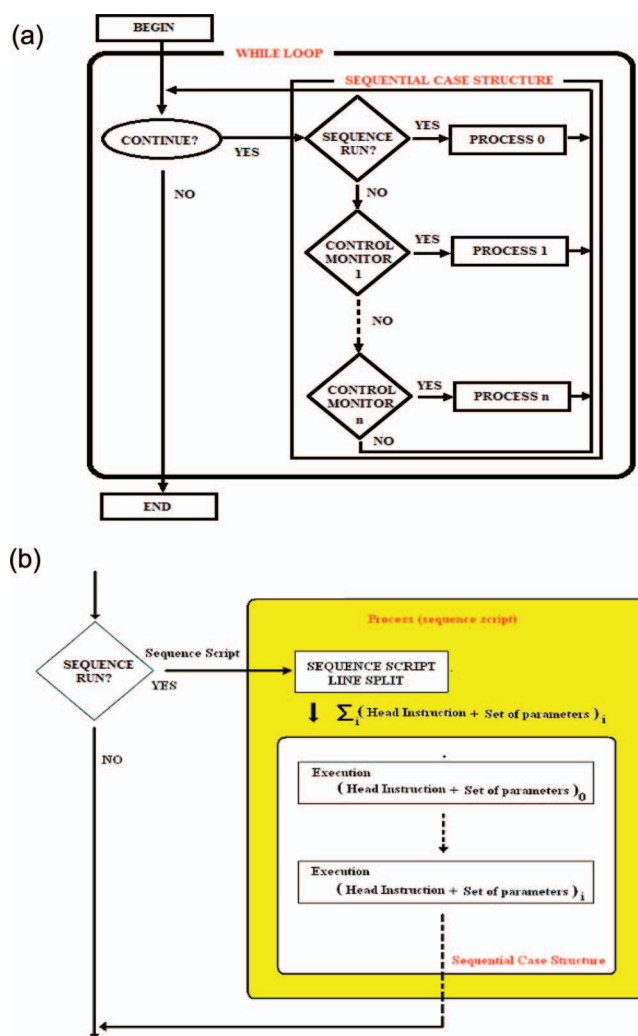 (a)
BEGIN
WHILE LOOP
SEQUENTIAL CASE STRUCTURE
CONTINUE?
YES
SEQUENCE
RUN?
YES
PROCESS 0
NO
NO
CONTROL
MONITOR
1
YES
PROCESS 1
NO
CONTROL
MONITOR
n
YES
PROCESS n
NO
END
(b)
Process (sequence script)
SEQUENCE
RUN?
Sequence Script
YES
SEQUENCE SCRIPT
LINE SPLIT
Σi(Head Instruction + Set of parameters)i
NO
Execution
(Head Instruction + Set of parameters)0
Execution
(Head Instruction + Set of parameters)i
Sequential Case Structure